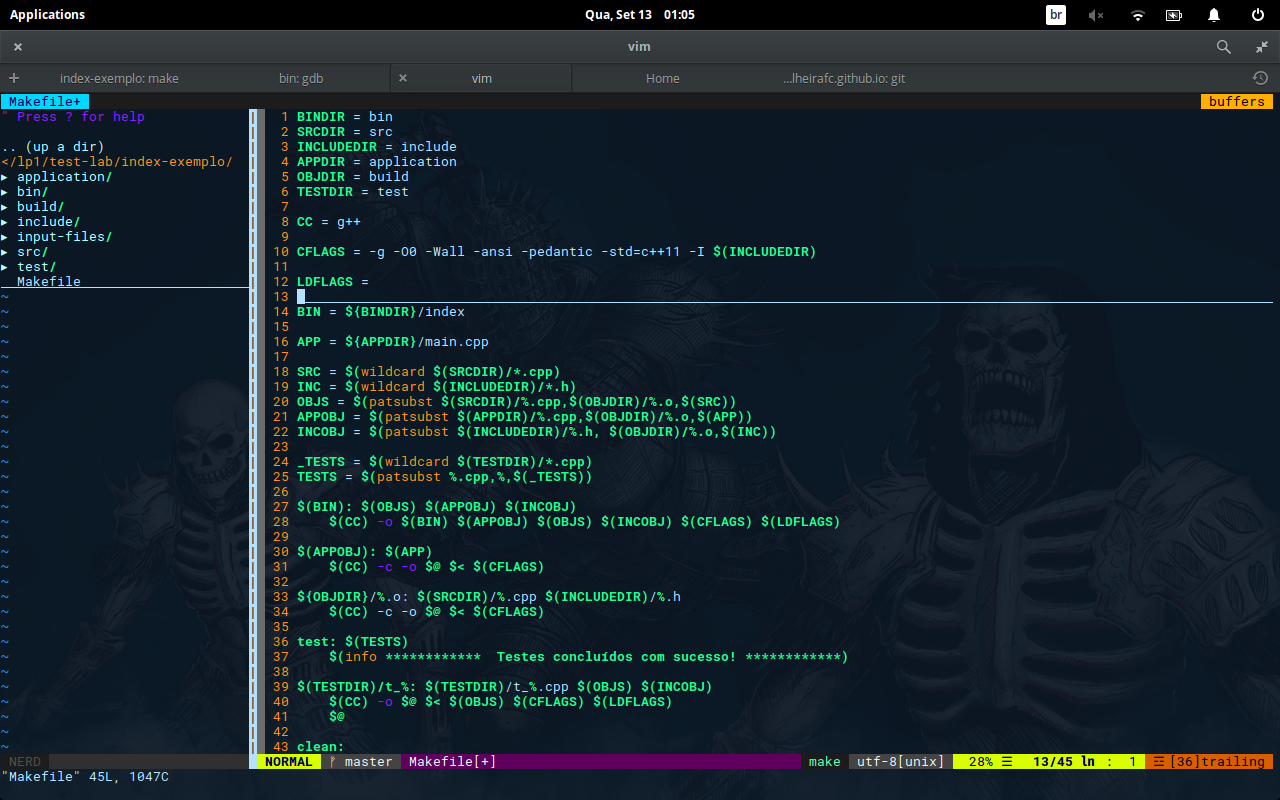 Applications
Qua, Set 13 01:05
br
vim
index-exemplo: make
bin: gdb
vim
Home
...lheirafc.github.io: git
Makefile+
buffers
" Press ? for help
.. (up a dir)
</lp1/test-lab/index-exemplo/
▸ application/
▸ bin/
▸ build/
▸ include/
▸ input-files/
▸ src/
▸ test/
Makefile
1 BINDIR = bin
2 SRCDIR = src
3 INCLUDEDIR = include
4 APPDIR = application
5 OBJDIR = build
6 TESTDIR = test
7
8 CC = g++
9
10 CFLAGS = -g -O0 -Wall -ansi -pedantic -std=c++11 -I $(INCLUDEDIR)
11
12 LDFLAGS =
13
14 BIN = ${BINDIR}/index
15
16 APP = ${APPDIR}/main.cpp
17
18 SRC = $(wildcard $(SRCDIR)/*.cpp)
19 INC = $(wildcard $(INCLUDEDIR)/*.h)
20 OBJS = $(patsubst $(SRCDIR)/%.cpp,$(OBJDIR)/%.o,$(SRC))
21 APPOBJ = $(patsubst $(APPDIR)/%.cpp,$(OBJDIR)/%.o,$(APP))
22 INCOBJ = $(patsubst $(INCLUDEDIR)/%.h, $(OBJDIR)/%.o,$(INC))
23
24 _TESTS = $(wildcard $(TESTDIR)/*.cpp)
25 TESTS = $(patsubst %.cpp,%,$(_TESTS))
26
27 $(BIN): $(OBJS) $(APPOBJ) $(INCOBJ)
28 $(CC) -o $(BIN) $(APPOBJ) $(OBJS) $(INCOBJ) $(CFLAGS) $(LDFLAGS)
29
30 $(APPOBJ): $(APP)
31 $(CC) -c -o $@ $< $(CFLAGS)
32
33 ${OBJDIR}/%.o: $(SRCDIR)/%.cpp $(INCLUDEDIR)/%.h
34 $(CC) -c -o $@ $< $(CFLAGS)
35
36 test: $(TESTS)
37 $(info ************  Testes concluídos com sucesso! ************)
38
39 $(TESTDIR)/t_%: $(TESTDIR)/t_%.cpp $(OBJS) $(INCOBJ)
40 $(CC) -o $@ $< $(OBJS) $(CFLAGS) $(LDFLAGS)
41 $@
42
43 clean:
NERD
NORMAL master Makefile[+] make utf-8[unix] 28% ☰ 13/45 ln : 1 ☲ [36]trailing
"Makefile" 45L, 1047C